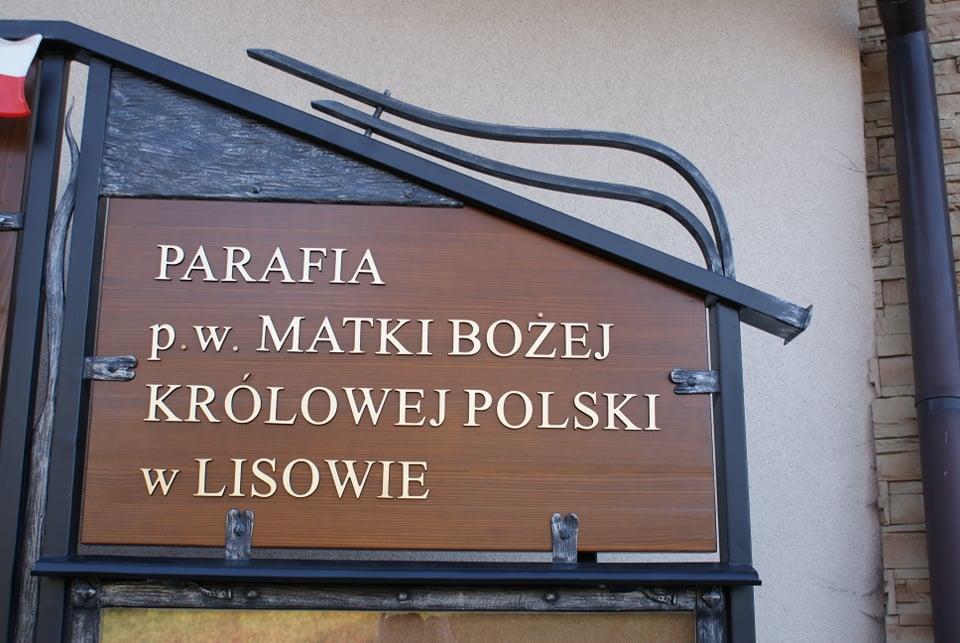 PARAFIA
p.w. MATKI BOŻEJ
KRÓLOWEJ POLSKI
w LISOWIE